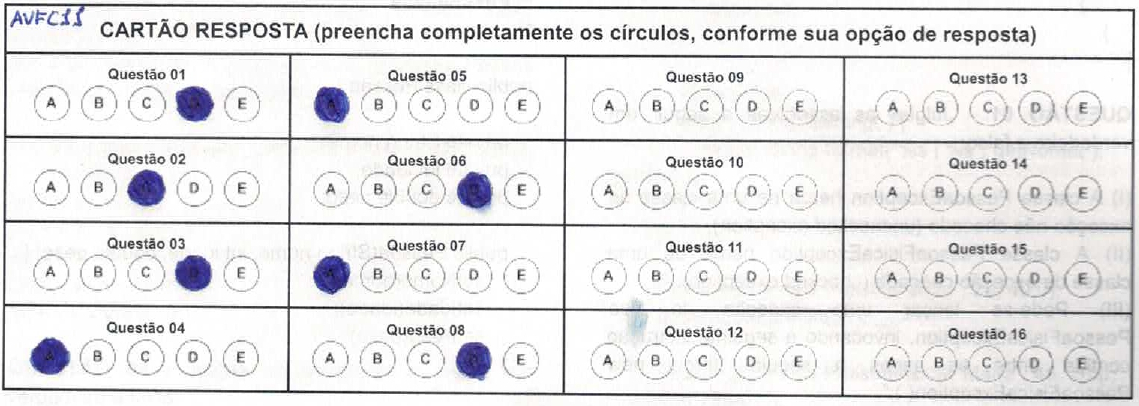 AVFC11
CARTÃO RESPOSTA (preencha completamente os círculos, conforme sua opção de resposta)
Questão 01
A B C D E
Questão 02
A B C D E
Questão 03
A B C D E
Questão 04
A B C D E
Questão 05
A B C D E
Questão 06
A B C D E
Questão 07
A B C D E
Questão 08
A B C D E
Questão 09
A B C D E
Questão 10
A B C D E
Questão 11
A B C D E
Questão 12
A B C D E
Questão 13
A B C D E
Questão 14
A B C D E
Questão 15
A B C D E
Questão 16
A B C D E